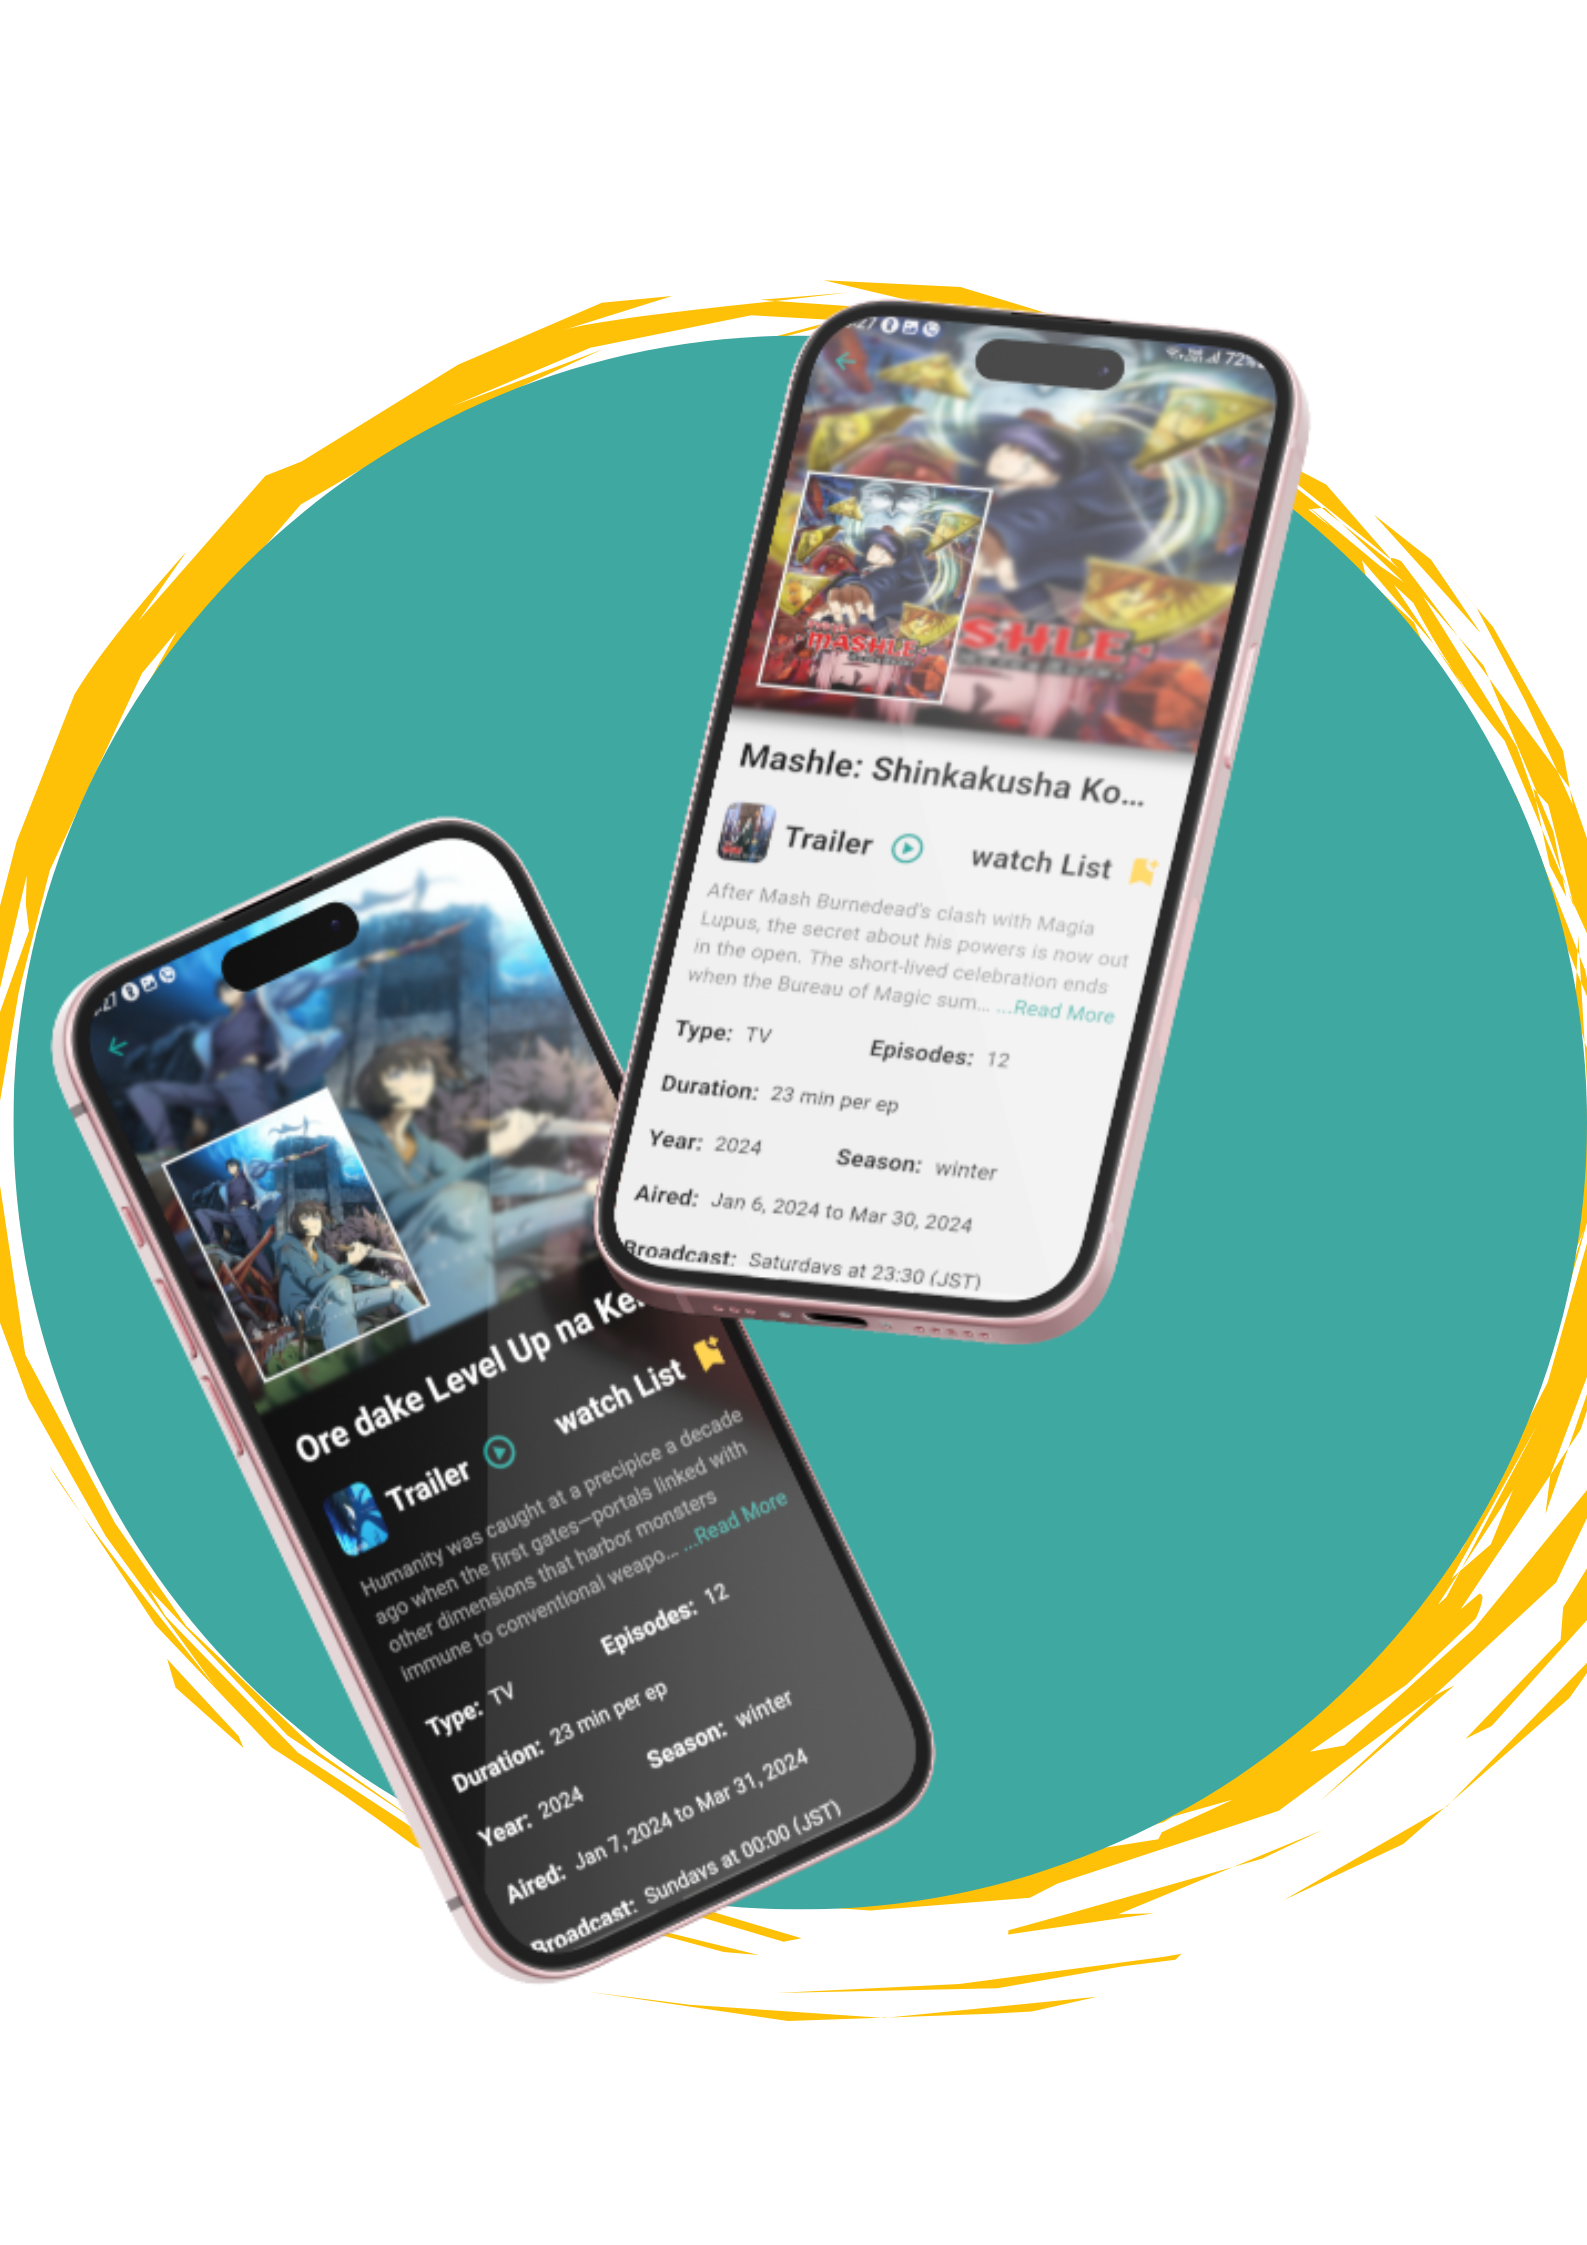 :27
72%
MASHLE
SHLE
Mashle: Shinkakusha Ko...
Trailer
watch List
After Mash Burnedead's clash with Magia
Lupus, the secret about his powers is now out
in the open. The short-lived celebration ends
when the Bureau of Magic sum... ...Read More
Type: TV
Episodes: 12
Duration: 23 min per ep
Year: 2024
Season: winter
Aired: Jan 6, 2024 to Mar 30, 2024
Broadcast: Saturdays at 23:30 (JST)
:27
Ore dake Level Up na Ke.
Trailer
watch List
Humanity was caught at a precipice a decade
ago when the first gates—portals linked with
other dimensions that harbor monsters
immune to conventional weapo... ...Read More
Type: TV
Episodes: 12
Duration: 23 min per ep
Year: 2024
Season: winter
Aired: Jan 7, 2024 to Mar 31, 2024
Broadcast: Sundays at 00:00 (JST)